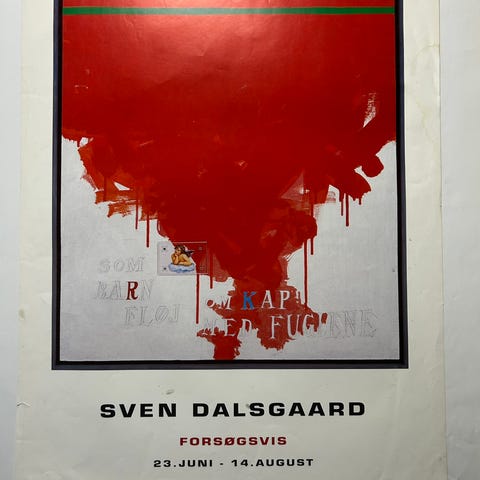 SOM
BARN
FLØJ
OM KAP
MED FUGLENE
SVEN DALSGAARD
FORSØGSVIS
23.JUNI - 14.AUGUST